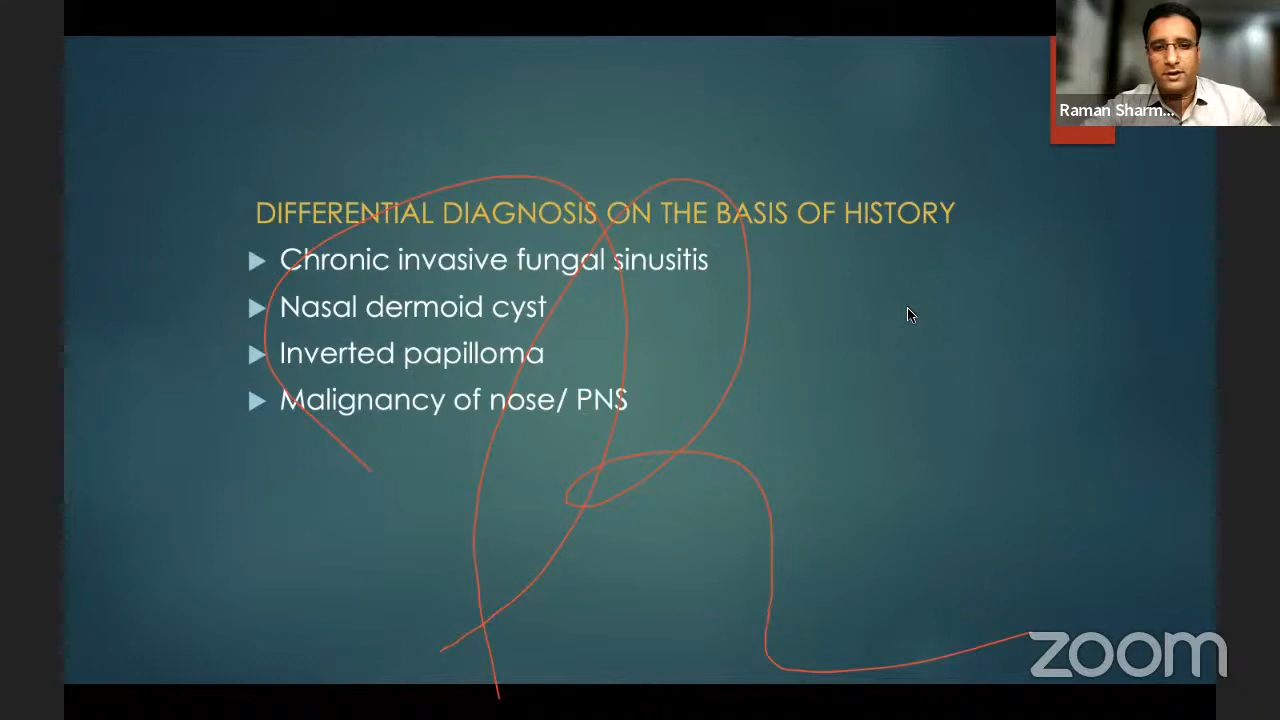 Raman Sharm...
DIFFERENTIAL DIAGNOSIS ON THE BASIS OF HISTORY
Chronic invasive fungal sinusitis
Nasal dermoid cyst
Inverted papilloma
Malignancy of nose/ PNS
zoom